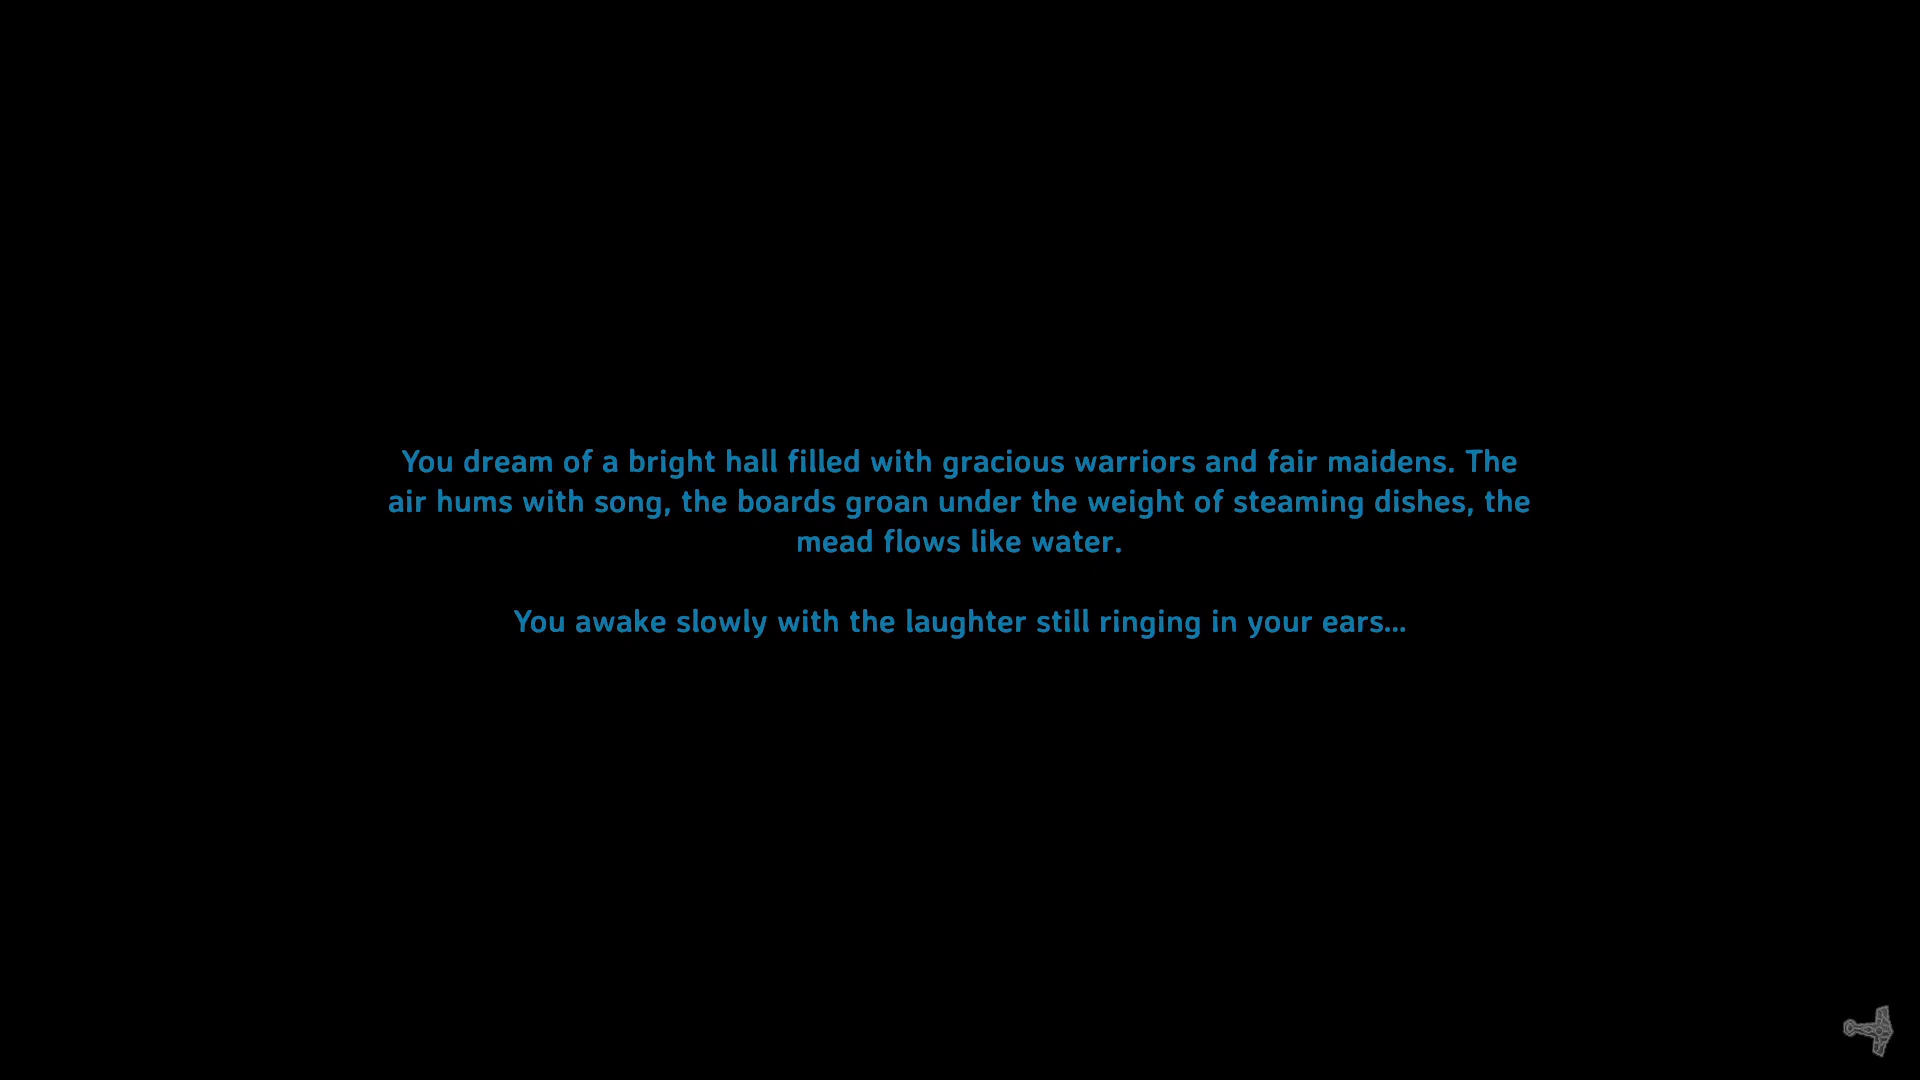 You dream of a bright hall filled with gracious warriors and fair maidens. The
air hums with song, the boards groan under the weight of steaming dishes, the
mead flows like water.
You awake slowly with the laughter still ringing in your ears...